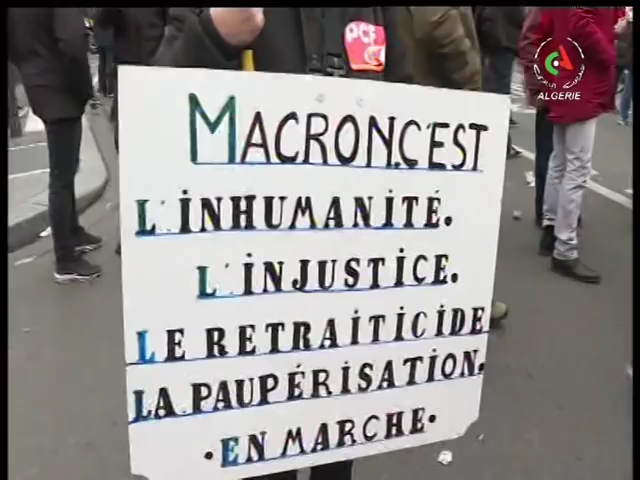 PCF
ALGERIE
MACRON,C'EST
L'INHUMANITÉ.
L'INJUSTICE.
LE RETRAITICIDE
LA PAUPÉRISATION.
• EN MARCHE •